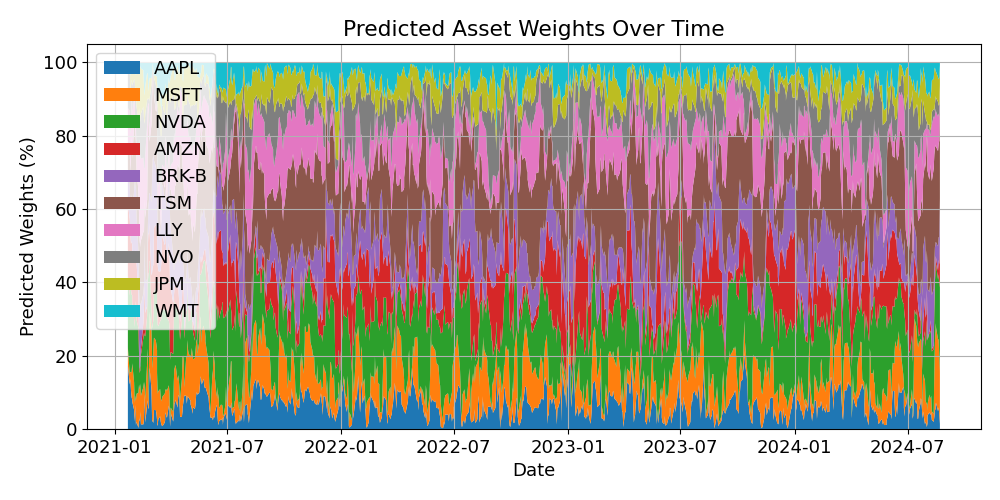 Predicted Asset Weights Over Time
Predicted Weights (%)
100
80
60
40
20
0
AAPL
MSFT
NVDA
AMZN
BRK-B
TSM
LLY
NVO
JPM
WMT
2021-01 2021-07 2022-01 2022-07 2023-01 2023-07 2024-01 2024-07
Date